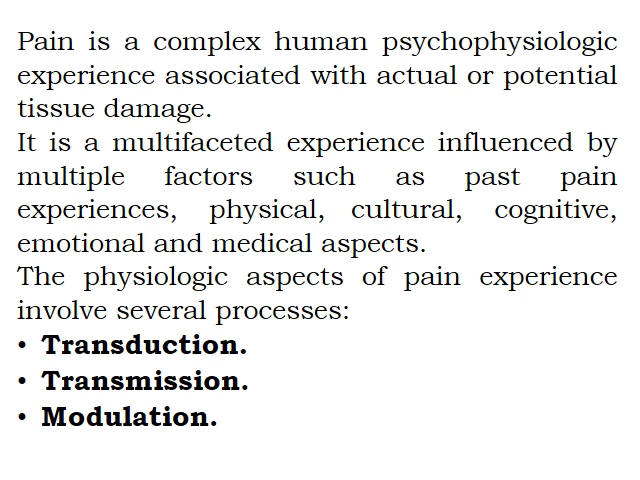 Pain is a complex human psychophysiologic
experience associated with actual or potential
tissue damage.
It is a multifaceted experience influenced by
multiple factors such as past pain
experiences, physical, cultural, cognitive,
emotional and medical aspects.
The physiologic aspects of pain experience
involve several processes:
• Transduction.
• Transmission.
• Modulation.